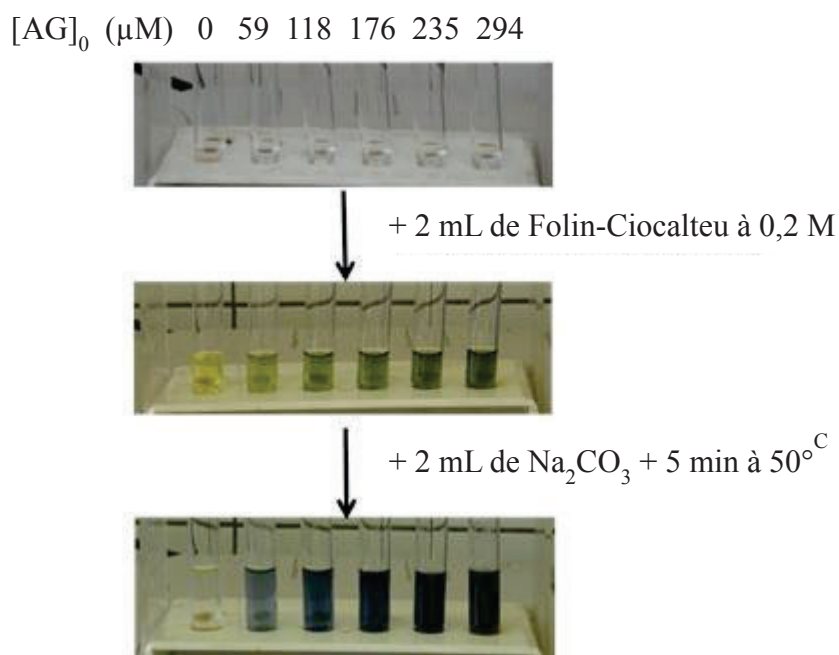 [AG]₀ (µM) 0 59 118 176 235 294
+ 2 mL de Folin-Ciocalteu à 0,2 M
+ 2 mL de Na₂CO₃ + 5 min à 50°C